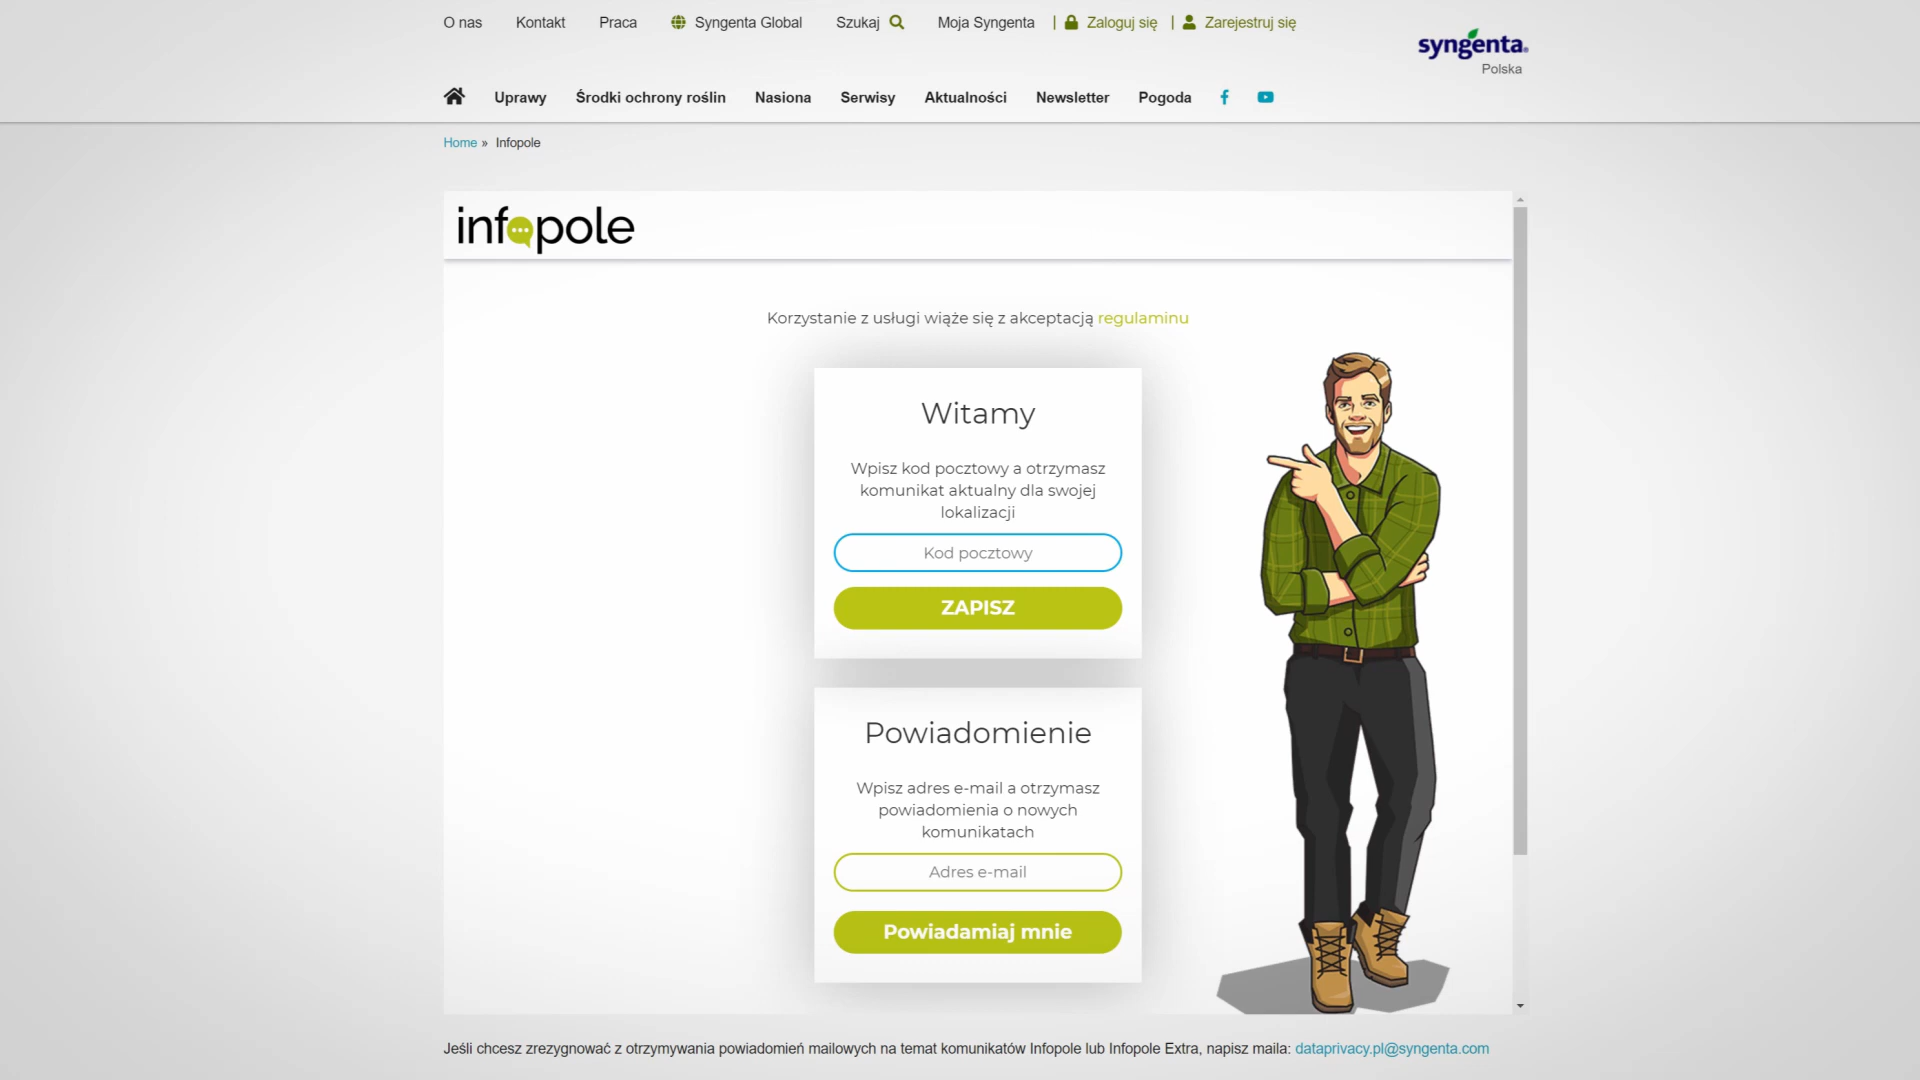 O nas Kontakt Praca Syngenta Global Szukaj Moja Syngenta | Zaloguj się | Zarejestruj się
syngenta
Polska
Uprawy Środki ochrony roślin Nasiona Serwisy Aktualności Newsletter Pogoda
Home » Infopole
infopole
Korzystanie z usługi wiąże się z akceptacją regulaminu
Witamy
Wpisz kod pocztowy a otrzymasz
komunikat aktualny dla swojej
lokalizacji
Kod pocztowy
ZAPISZ
Powiadomienie
Wpisz adres e-mail a otrzymasz
powiadomienia o nowych
komunikatach
Adres e-mail
Powiadamiaj mnie
Jeśli chcesz zrezygnować z otrzymywania powiadomień mailowych na temat komunikatów Infopole lub Infopole Extra, napisz maila: dataprivacy.pl@syngenta.com